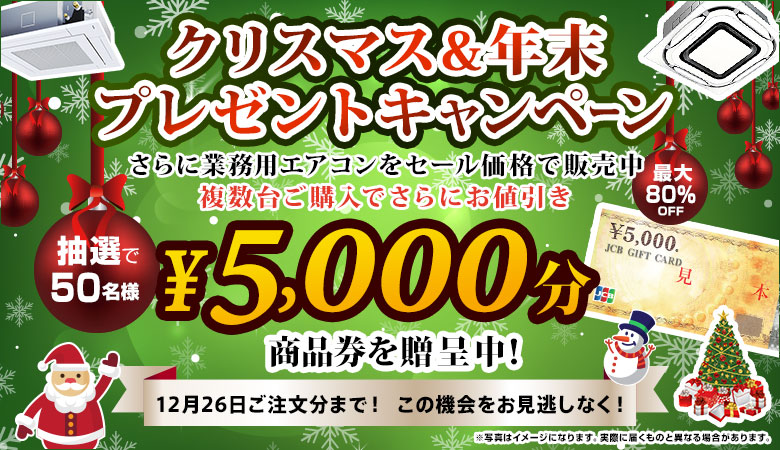 クリスマス&年末
プレゼントキャンペーン
さらに業務用エアコンをセール価格で販売中
複数台ご購入でさらにお値引き
最大
80%
OFF
抽選で
50名様
¥5,000分
¥5,000
JCB GIFT CARD
見本
JCB
商品券を贈呈中!
12月26日ご注文分まで! この機会をお見逃しなく!
※写真はイメージになります。実際に届くものと異なる場合があります。